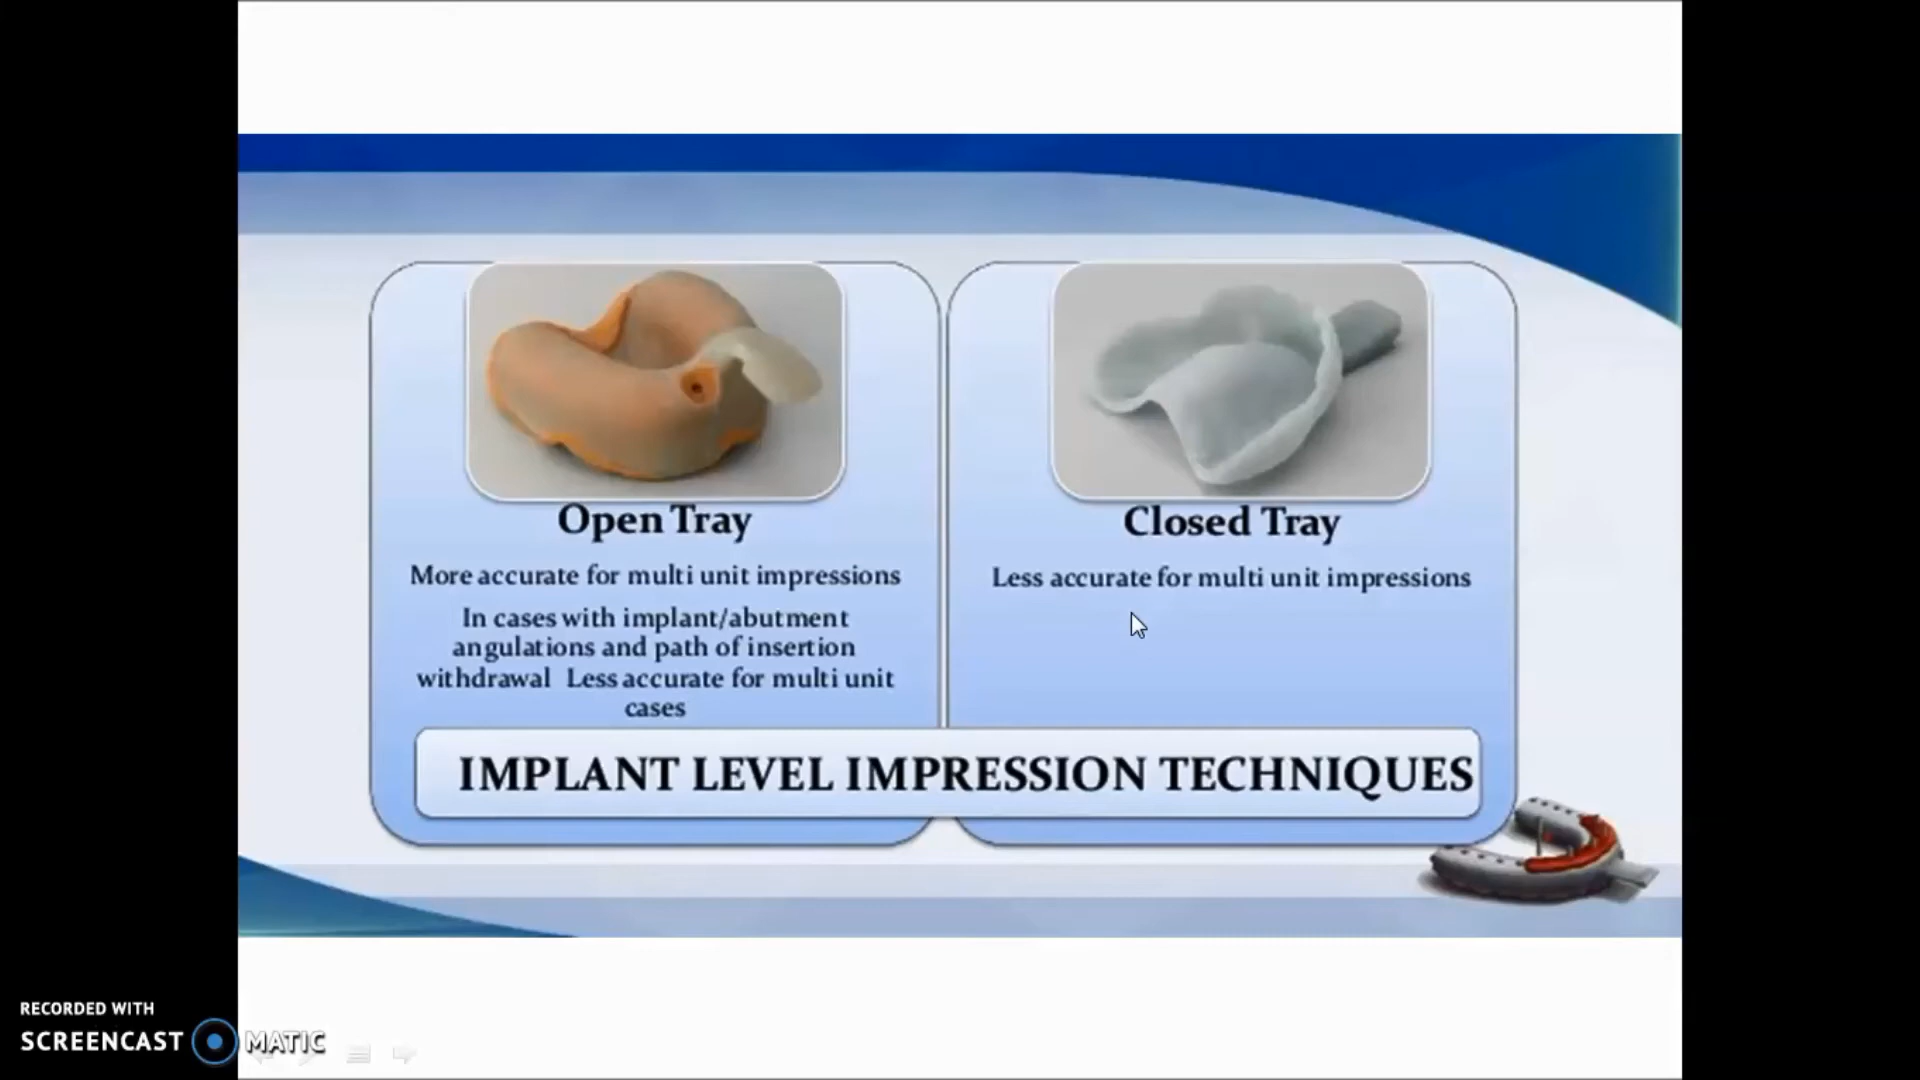 Open Tray
More accurate for multi unit impressions
In cases with implant/abutment
angulations and path of insertion
withdrawal Less accurate for multi unit
cases
Closed Tray
Less accurate for multi unit impressions
IMPLANT LEVEL IMPRESSION TECHNIQUES
RECORDED WITH
SCREENCAST MATIC